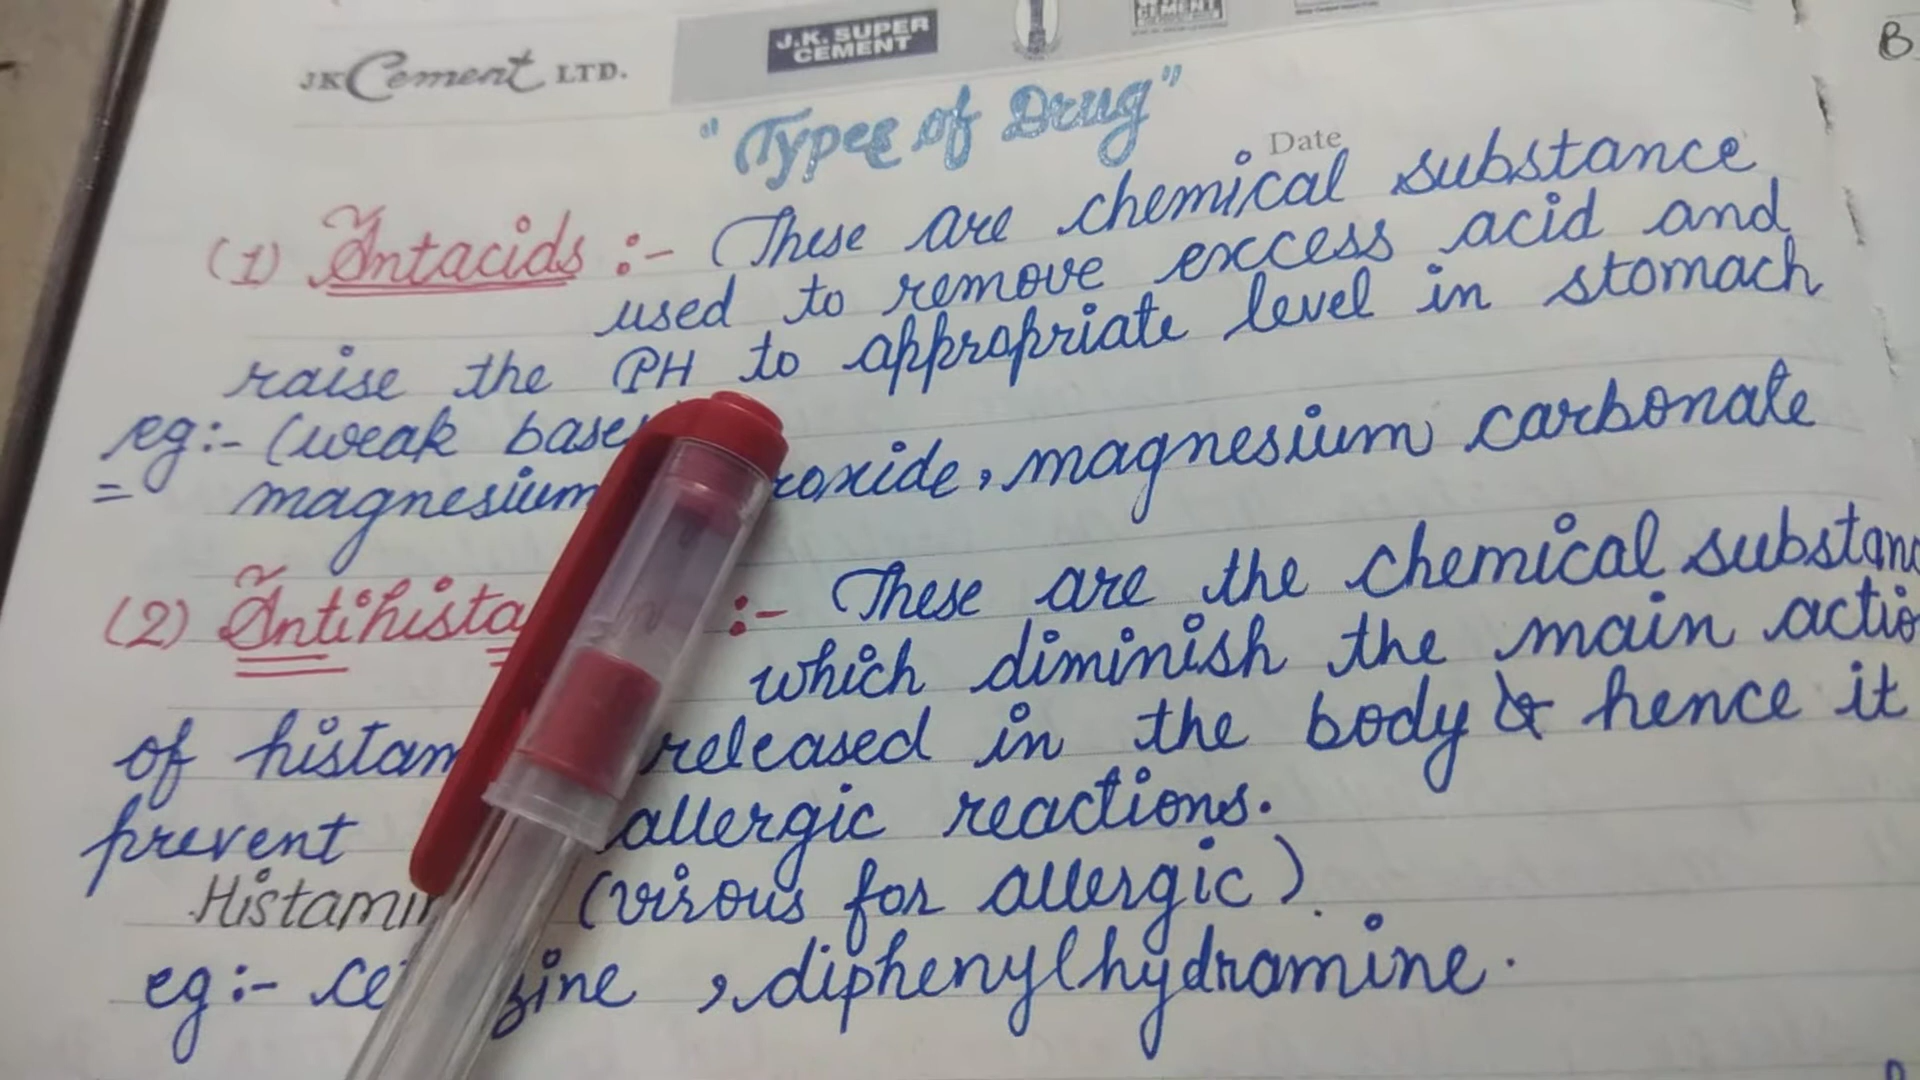 JK Cement LTD.
J.K. SUPER
CEMENT
CEMENT
B
"Types of Drug"
Date
(1) Antacids :- These are chemical substance
used to remove excess acid and
raise the PH to appropriate level in stomach
eg:- (weak base
= magnesium roxide, magnesium carbonate
(2) Antihista :- These are the chemical substanc
which diminish the main actio
of histam released in the body & hence it
prevent allergic reactions.
Histami (virous for allergic).
eg:- ce zine , diphenylhydramine.